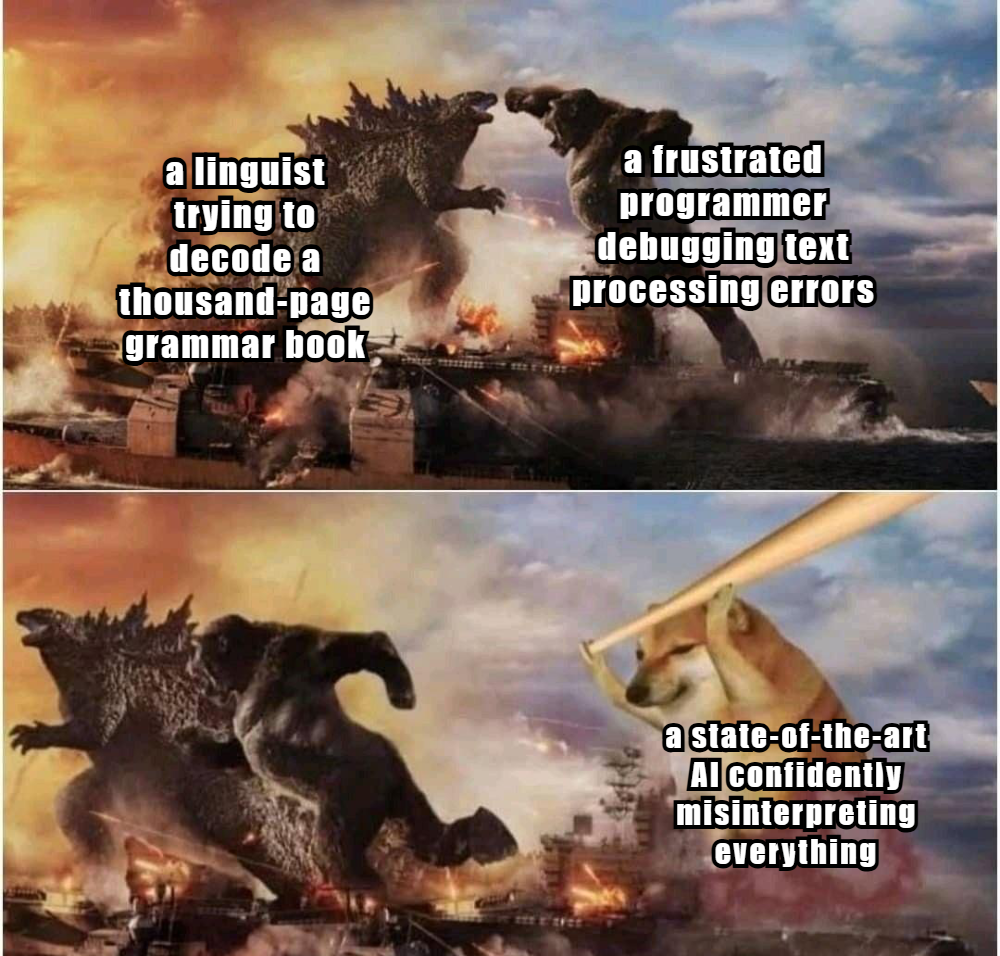 a linguist
trying to
decode a
thousand-page
grammar book
a frustrated
programmer
debugging text
processing errors
a state-of-the-art
AI confidently
misinterpreting
everything